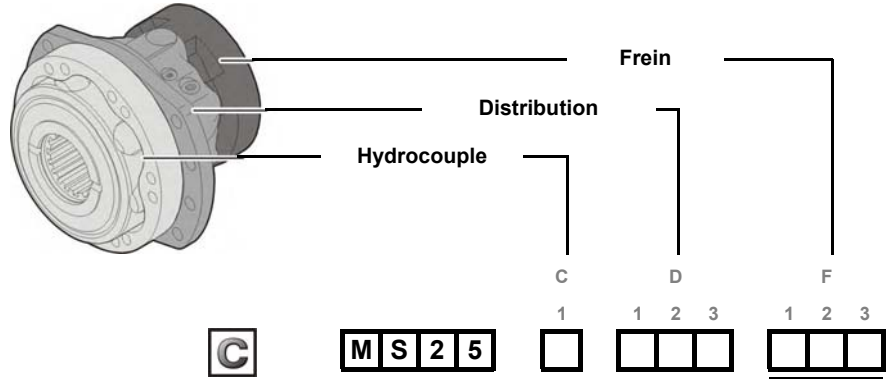 Frein
Distribution
Hydrocouple
C D F
1 1 2 3 1 2 3
C M S 2 5